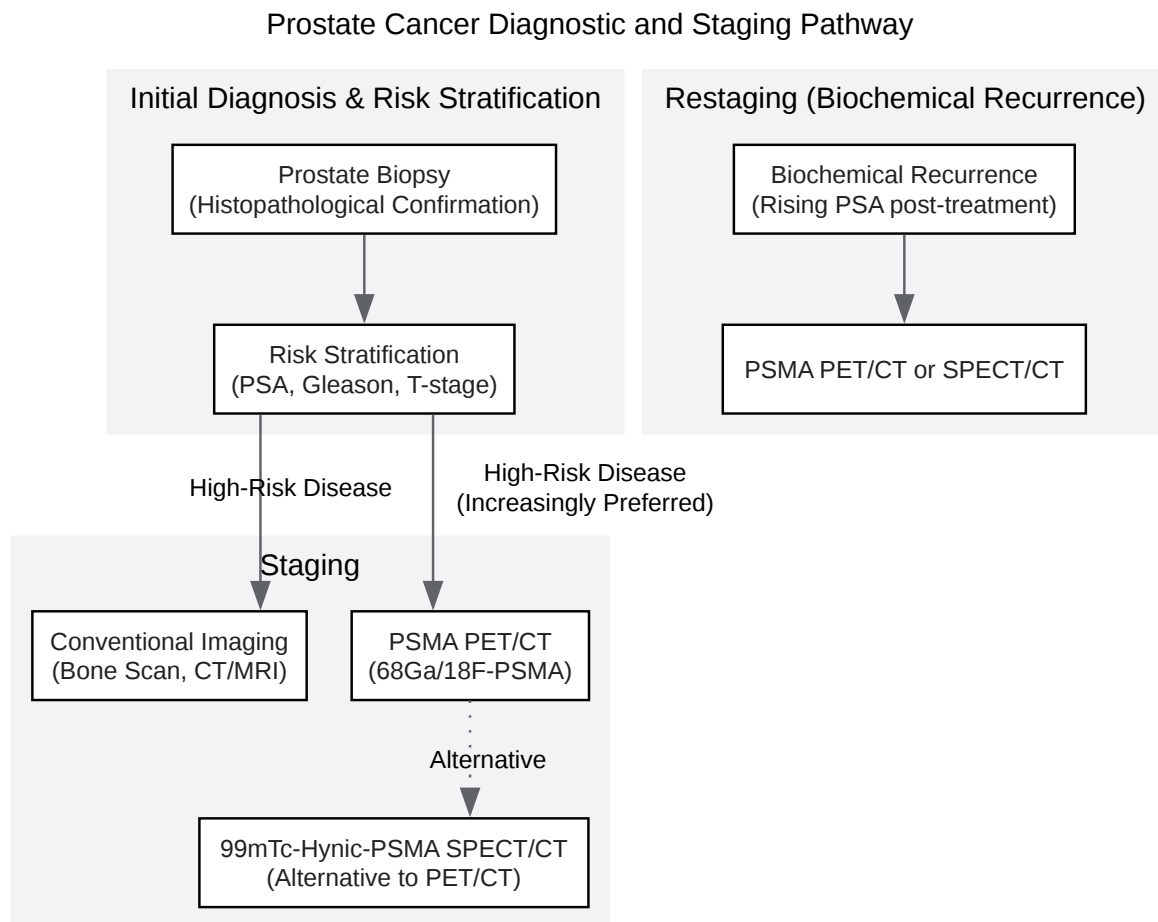 Prostate Cancer Diagnostic and Staging Pathway
Initial Diagnosis & Risk Stratification
Prostate Biopsy
(Histopathological Confirmation)
Risk Stratification
(PSA, Gleason, T-stage)
Restaging (Biochemical Recurrence)
Biochemical Recurrence
(Rising PSA post-treatment)
PSMA PET/CT or SPECT/CT
High-Risk Disease
High-Risk Disease
(Increasingly Preferred)
Staging
Conventional Imaging
(Bone Scan, CT/MRI)
PSMA PET/CT
(68Ga/18F-PSMA)
Alternative
99mTc-Hynic-PSMA SPECT/CT
(Alternative to PET/CT)